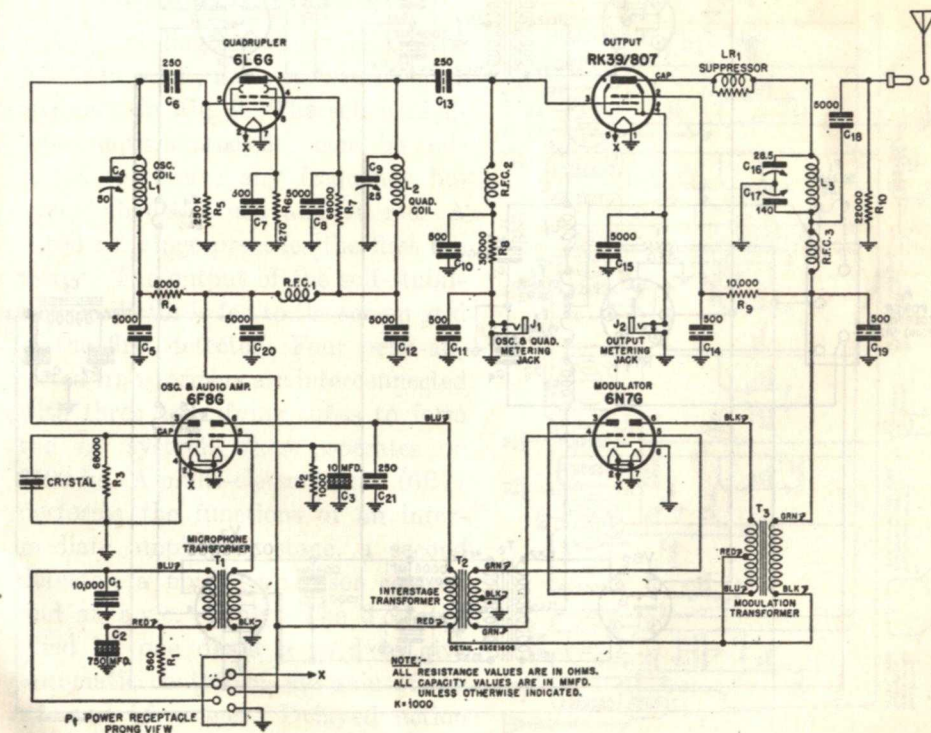 QUADRUPLER
6L6G
OUTPUT
RK39/807
LR1
SUPPRESSOR
250
C6
250
C13
CAP
5000
C18
OSC.
COIL
L1
C4
50
R5
500
C7
R6
270
5000
C8
68000
R7
C9
25
L2
QUAD.
COIL
R.F.C.
500
C10
R8
5000
C15
28.5
C16
C17
140
L3
R.F.C. 3
22000
R10
8000
R4
R.F.C.1
5000
C5
5000
C20
5000
C12
5000
C11
J1
OSC. & QUAD.
METERING
JACK
J2
OUTPUT
METERING
JACK
10,000
R9
500
C14
500
C19
OSC. & AUDIO AMP.
6F8G
MODULATOR
6N7G
CAP
BLU
BLK
BLK
CRYSTAL
68000
R3
X
R2
1000
10 MFD.
C3
250
C21
MICROPHONE
TRANSFORMER
T1
BLU
RED
BLK
10,000
C1
C2
750 MFD.
560
R1
T2
INTERSTAGE
TRANSFORMER
RED
GRN
BLK
GRN
T3
GRN
RED
BLU
BLK
MODULATION
TRANSFORMER
X
P1 POWER RECEPTACLE
PRONG VIEW
NOTE:
ALL RESISTANCE VALUES ARE IN OHMS.
ALL CAPACITY VALUES ARE IN MMFD.
UNLESS OTHERWISE INDICATED.
K=1000